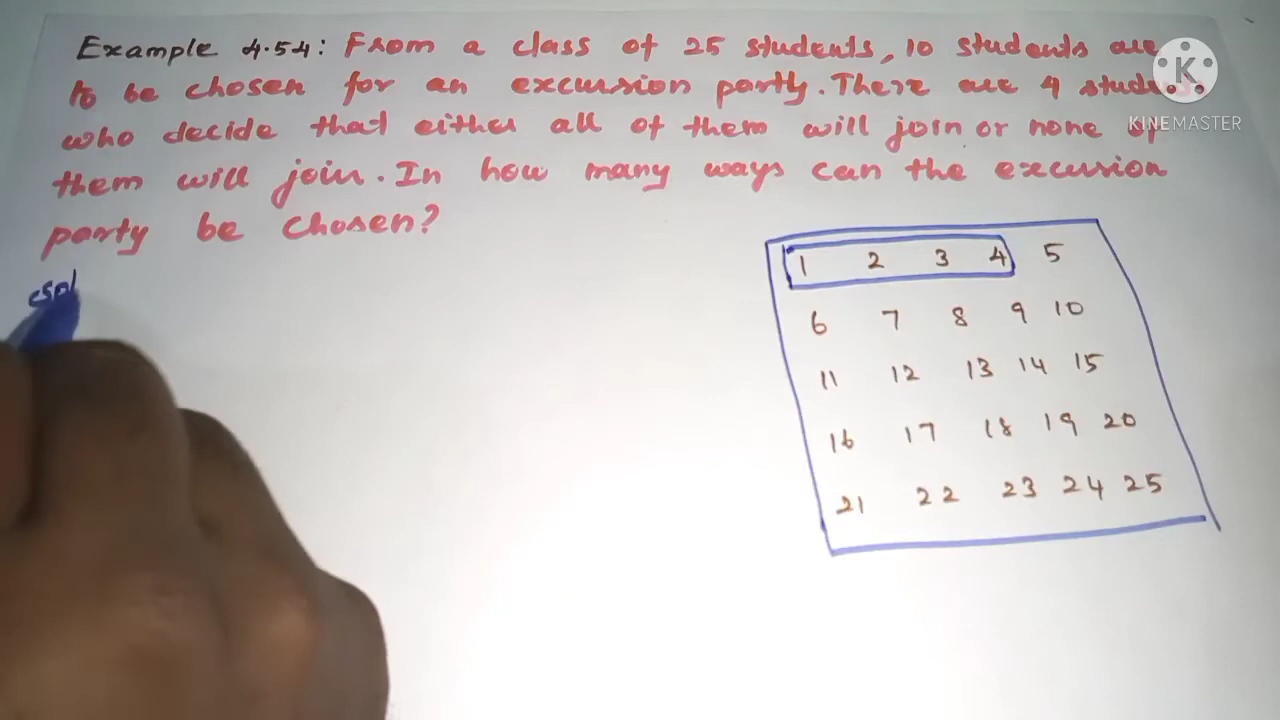 Example 4.54: From a class of 25 students, 10 students are
to be chosen for an excursion party. There are 4
who decide that either all of them will join or none of
them will join. In how many ways can the excursion
party be chosen?
K
KINEMASTER
1 2 3 4 5
6 7 8 9 10
11 12 13 14 15
16 17 18 19 20
21 22 23 24 25